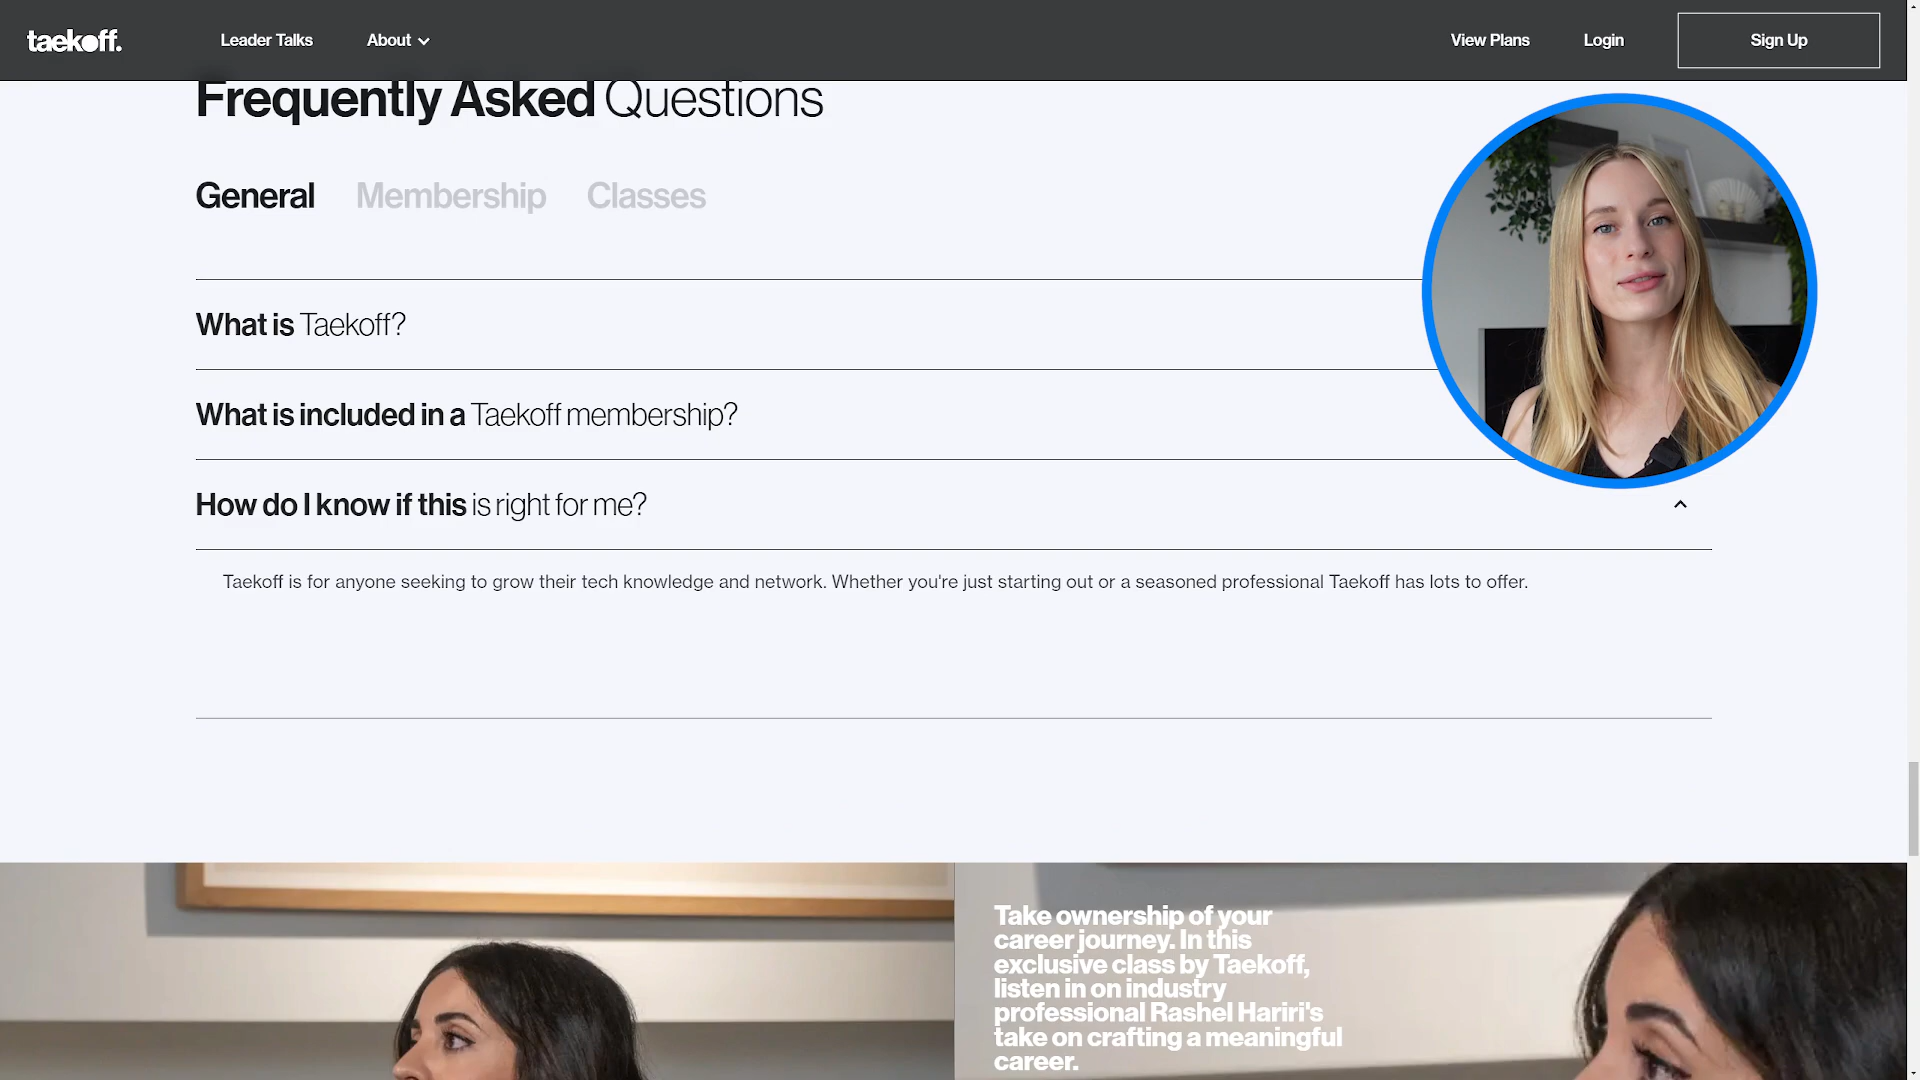 taekoff.
Leader Talks
About
View Plans
Login
Sign Up
Frequently Asked Questions
General
Membership
Classes
What is Taekoff?
What is included in a Taekoff membership?
How do I know if this is right for me?
Taekoff is for anyone seeking to grow their tech knowledge and network. Whether you're just starting out or a seasoned professional Taekoff has lots to offer.
Take ownership of your
career journey. In this
exclusive class by Taekoff,
listen in on industry
professional Rashel Hariri's
take on crafting a meaningful
career.